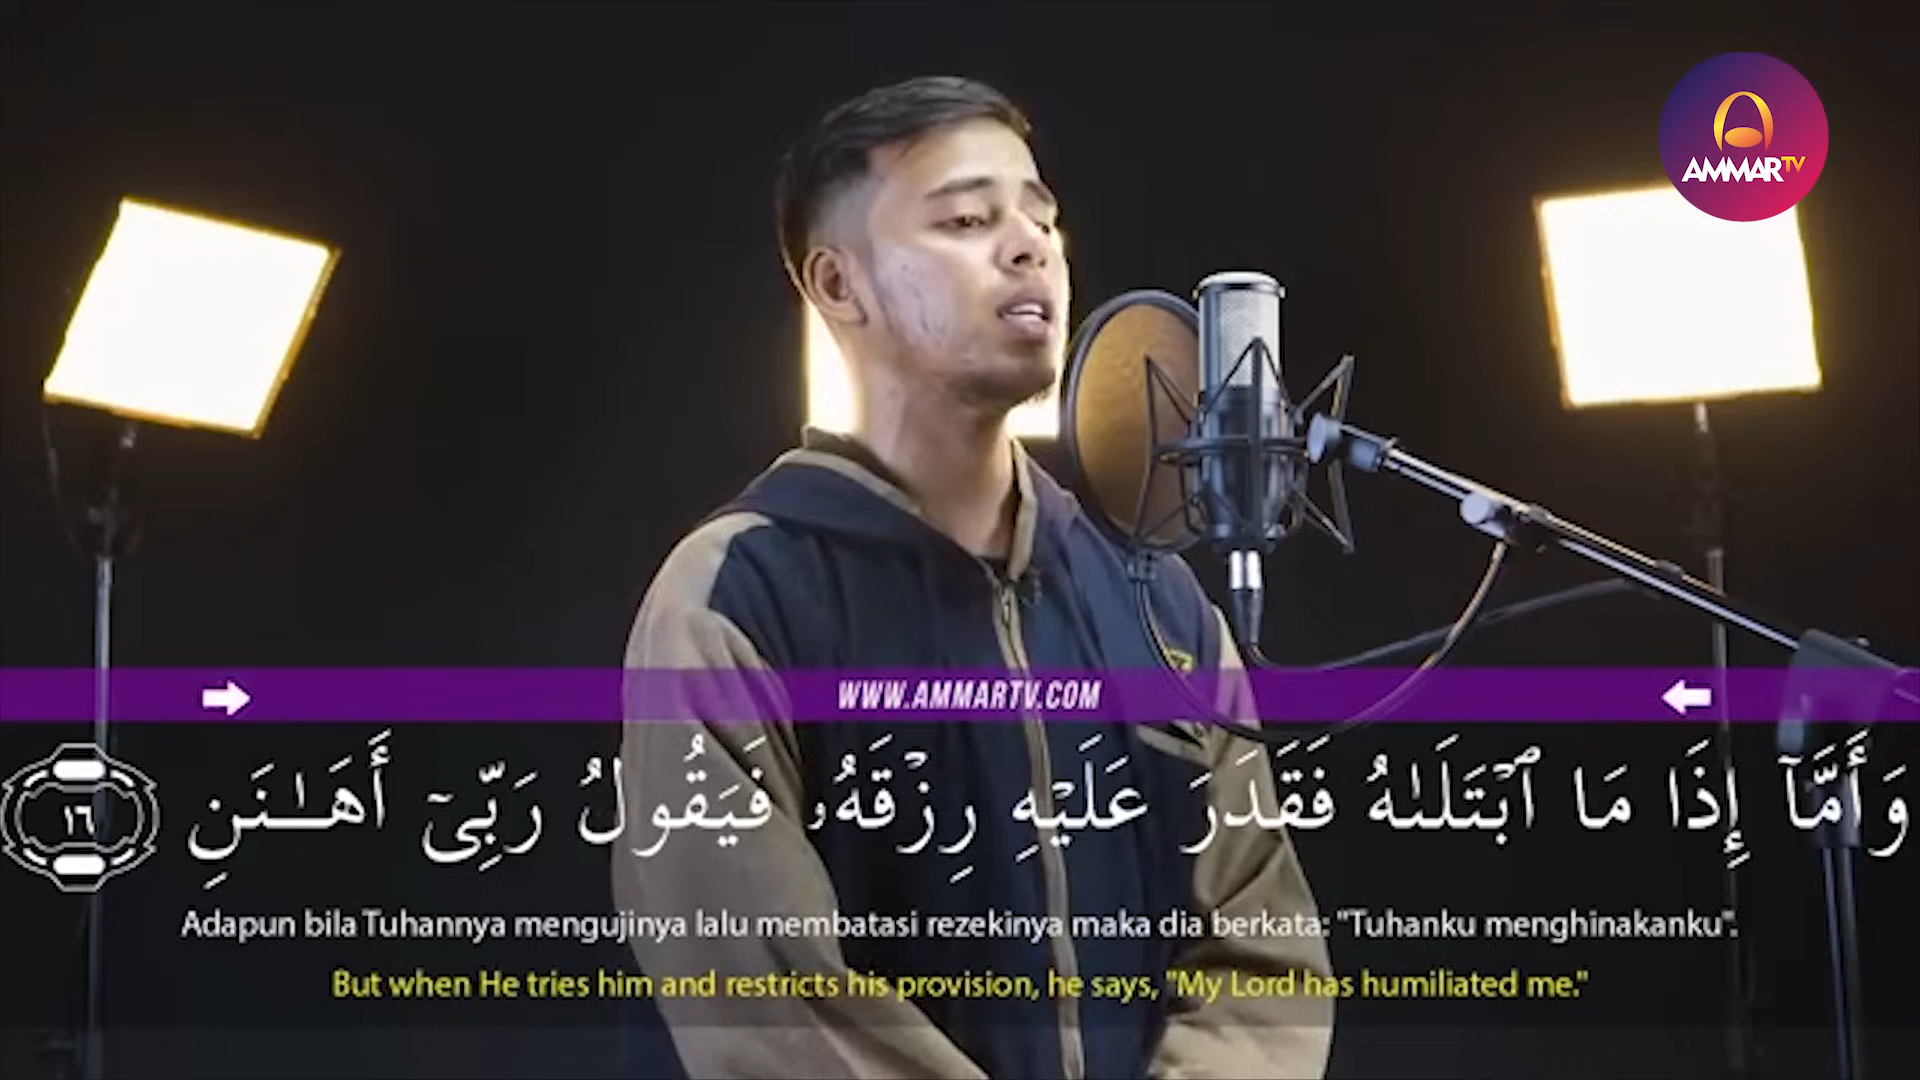 AMMARTV
WWW.AMMARTV.COM
وَأَمَّآ إِذَا مَا ٱبْتَلَىٰهُ فَقَدَرَ عَلَيْهِ رِزْقَهُۥ فَيَقُولُ رَبِّىٓ أَهَـٰنَنِ ١٦
Adapun bila Tuhannya mengujinya lalu membatasi rezekinya maka dia berkata: "Tuhanku menghinakanku".
But when He tries him and restricts his provision, he says, "My Lord has humiliated me."